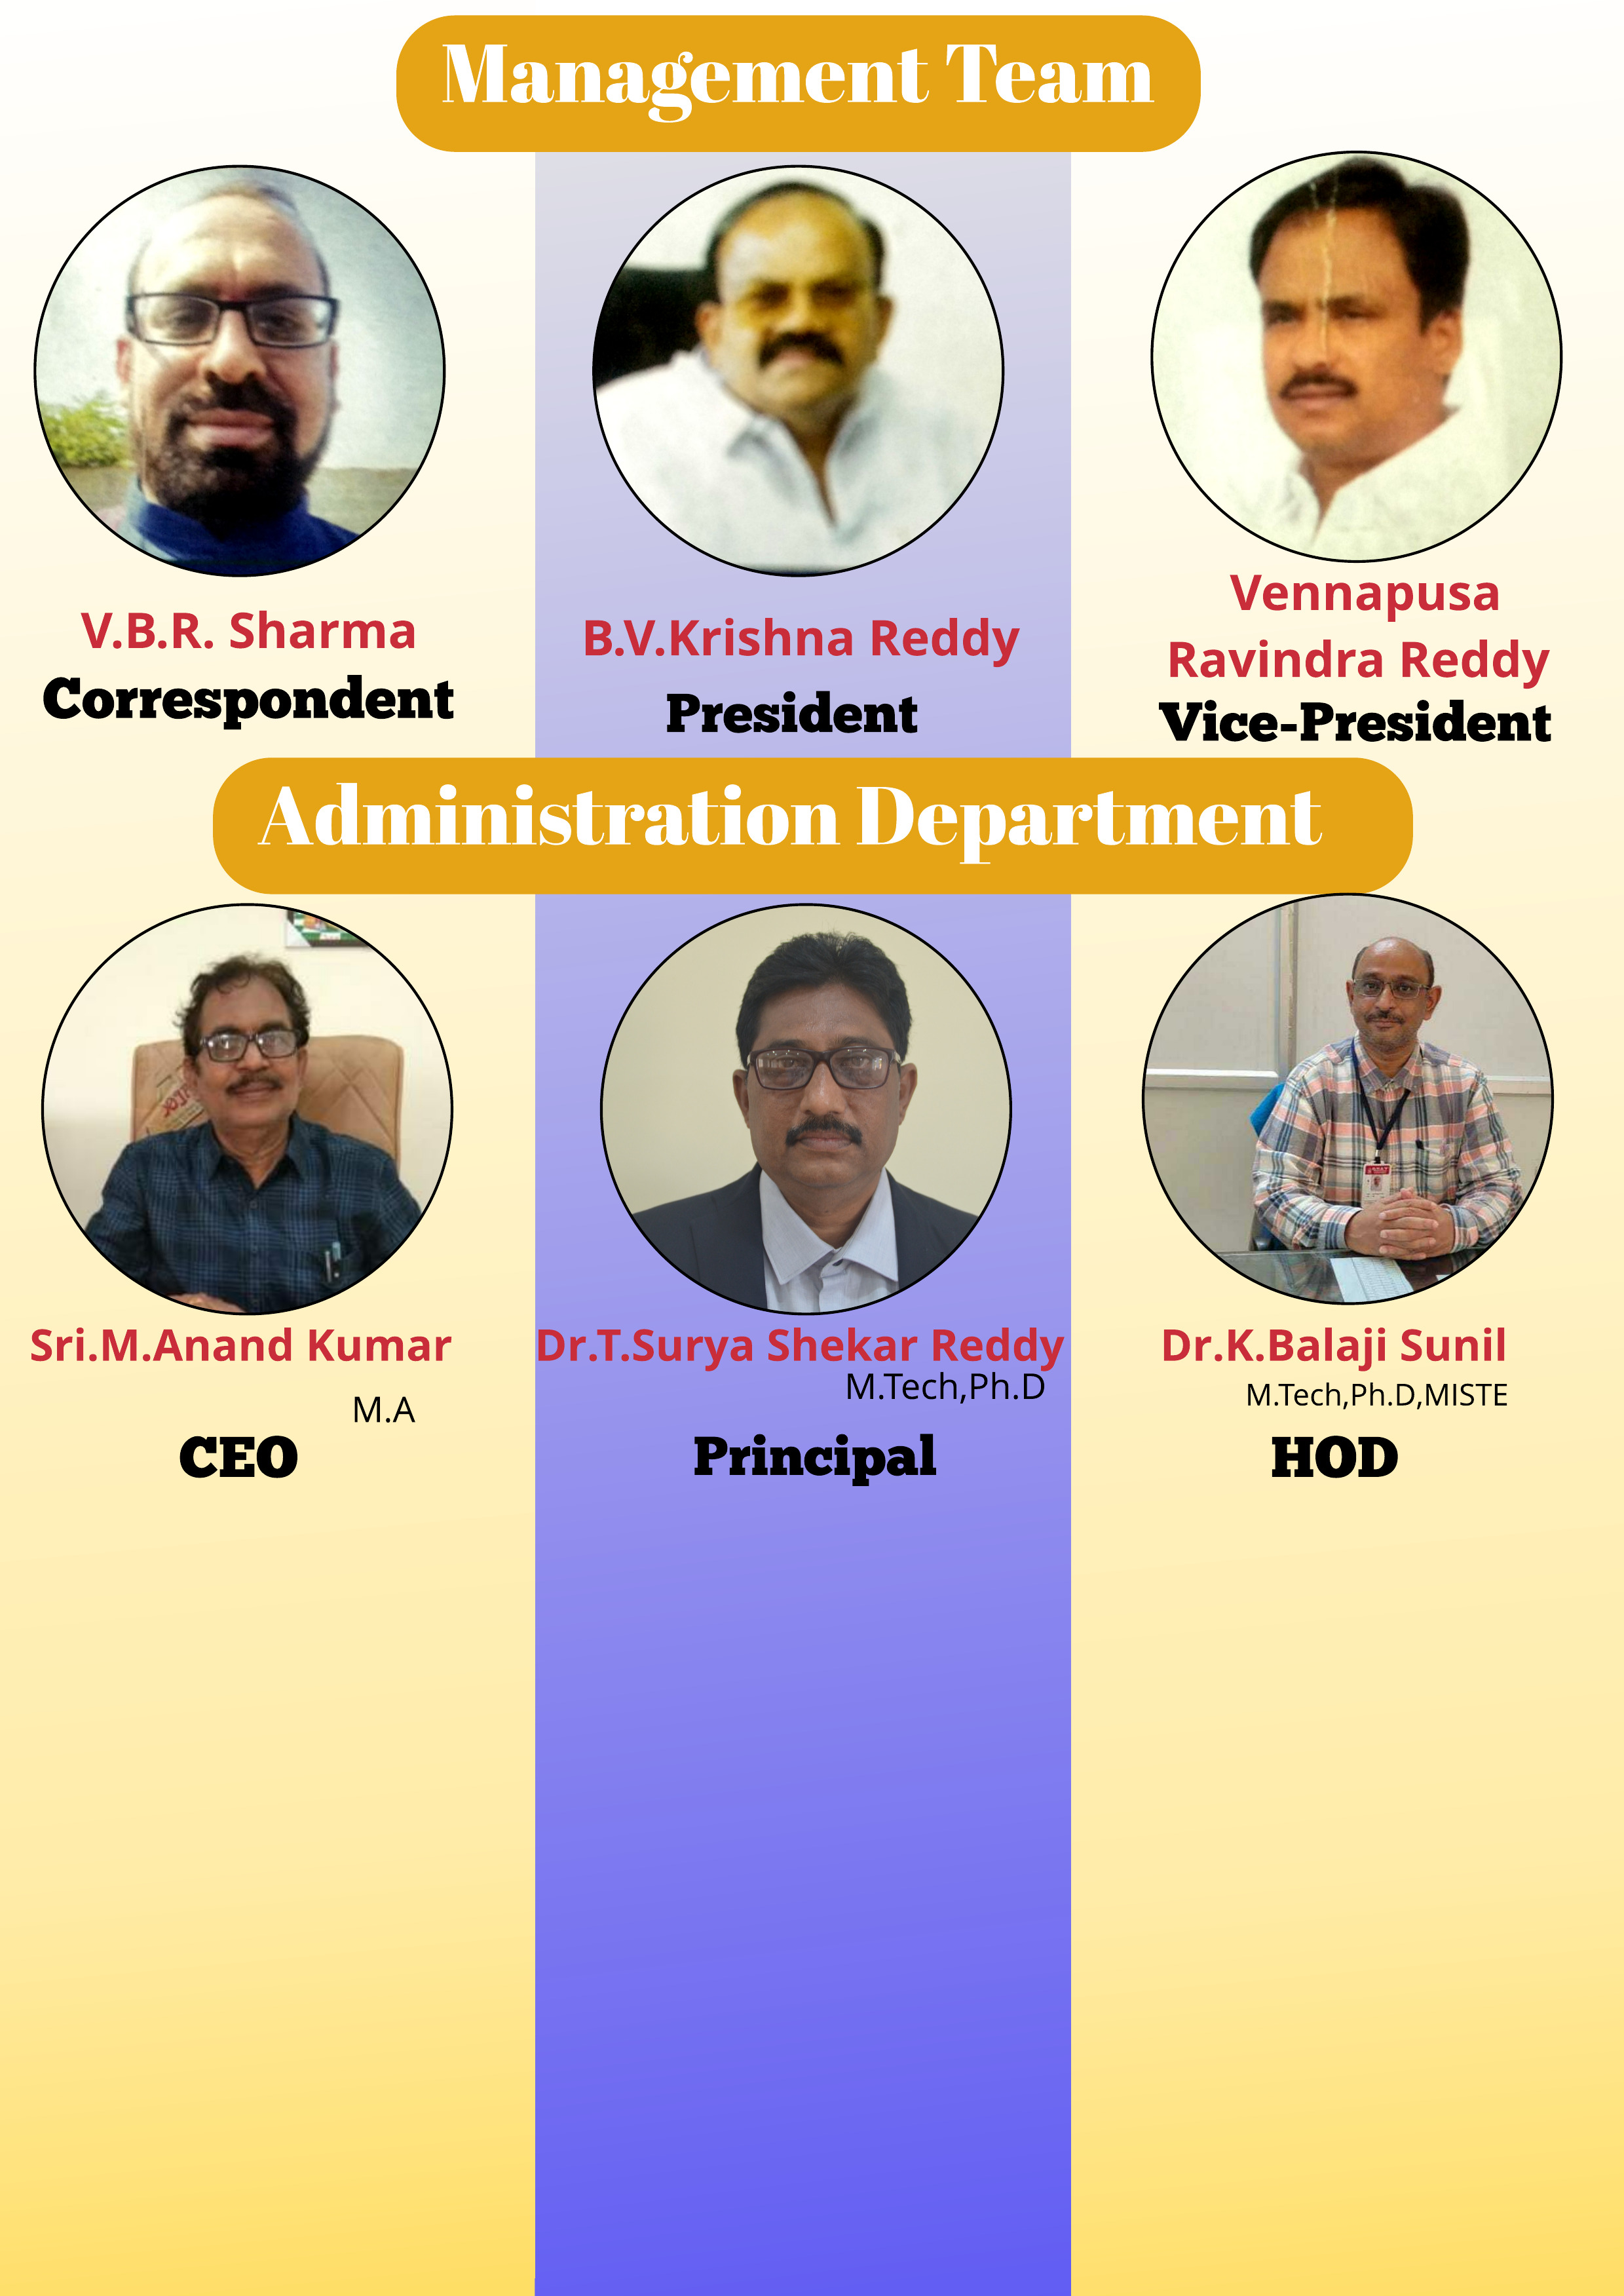 Management Team
V.B.R. Sharma
Correspondent
B.V.Krishna Reddy
President
Vennapusa
Ravindra Reddy
Vice-President
Administration Department
Sri.M.Anand Kumar
M.A
CEO
Dr.T.Surya Shekar Reddy
M.Tech,Ph.D
Principal
Dr.K.Balaji Sunil
M.Tech,Ph.D,MISTE
HOD